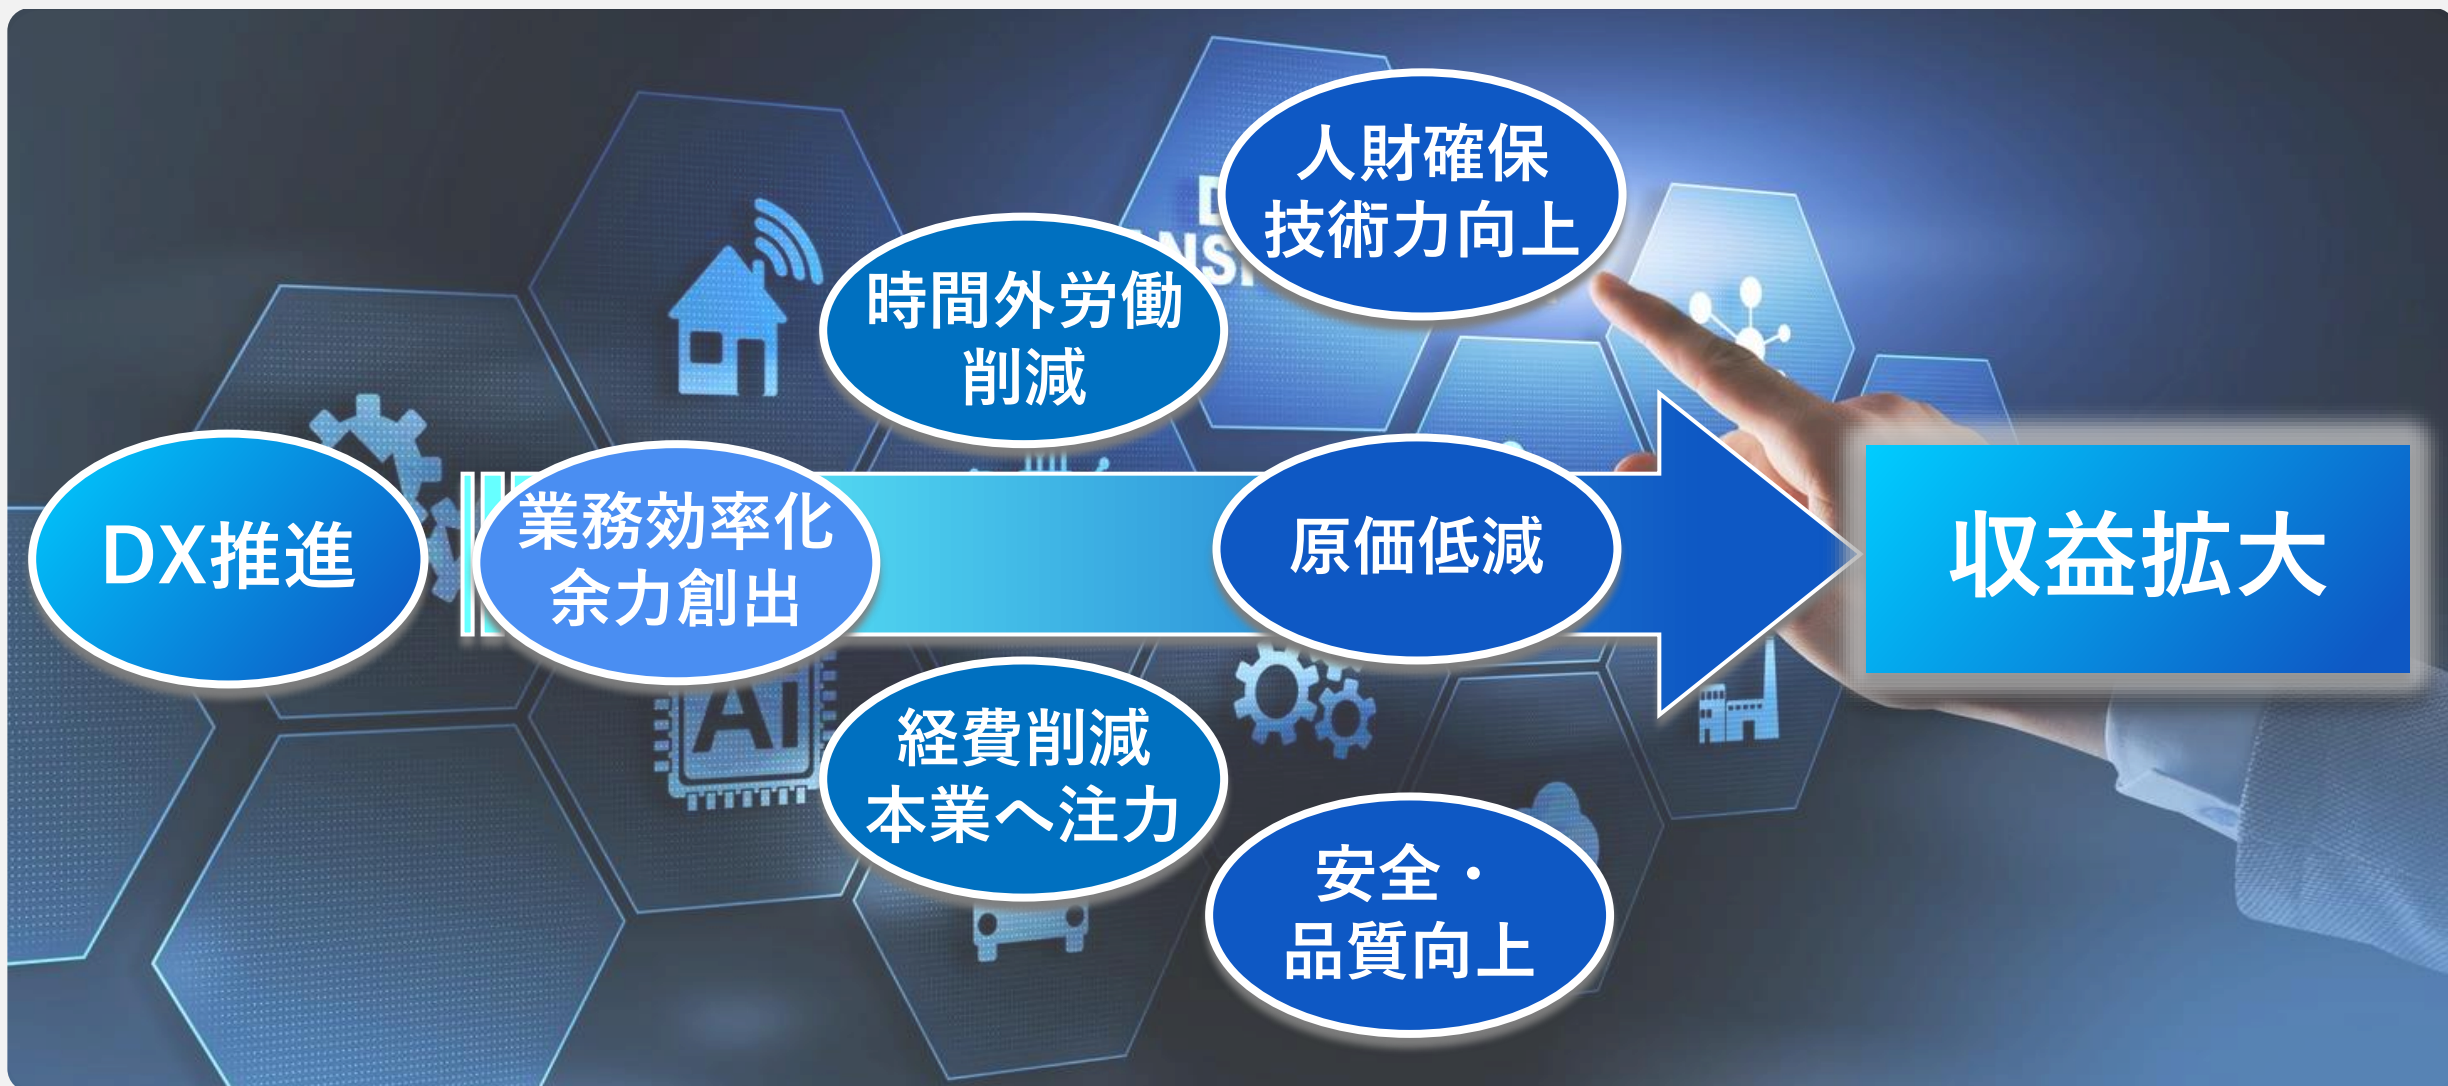 DX推進
業務効率化
余力創出
時間外労働
削減
経費削減
本業へ注力
人財確保
技術力向上
原価低減
安全・
品質向上
収益拡大
AI